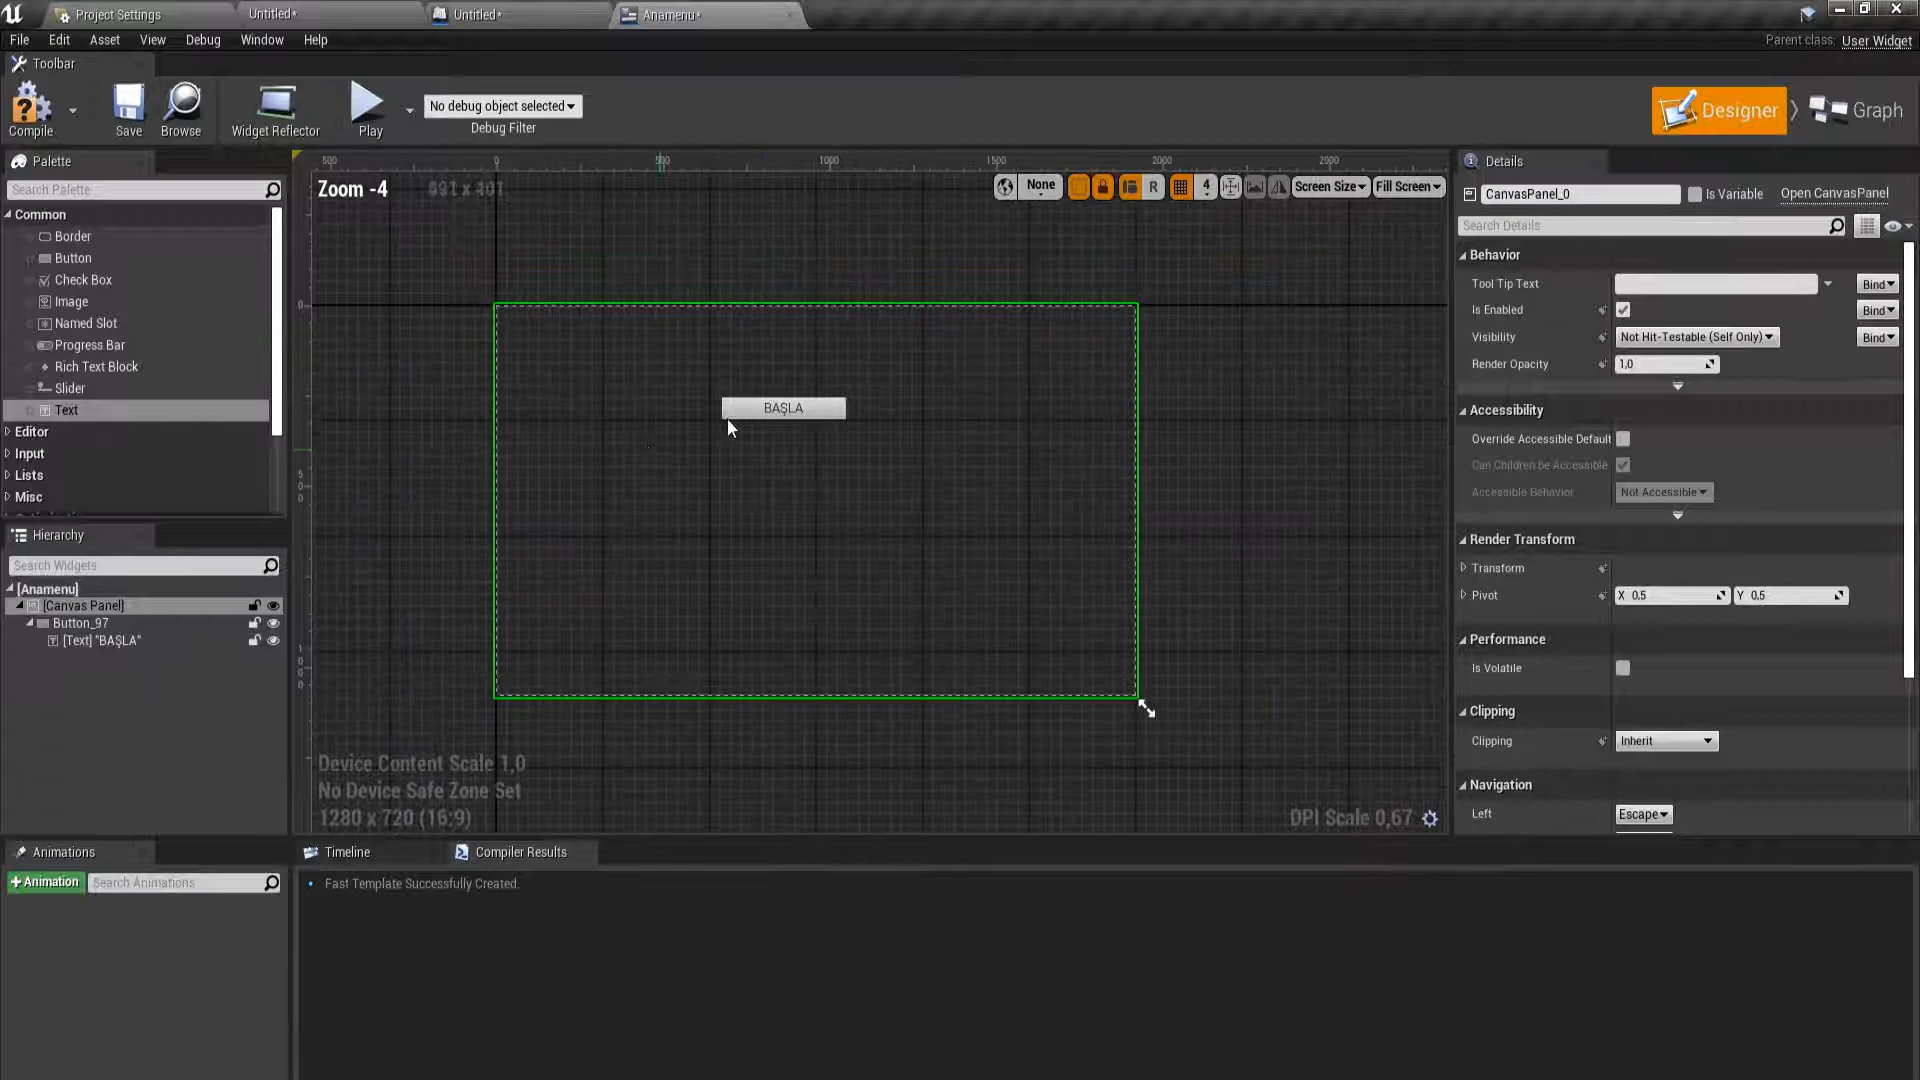 Project Settings
Untitled*
Untitled*
Anamenu*
File Edit Asset View Debug Window Help
Parent class: User Widget
Toolbar
Compile
Save
Browse
Widget Reflector
Play
No debug object selected
Debug Filter
Designer
Graph
Palette
Search Palette
Common
Border
Button
Check Box
Image
Named Slot
Progress Bar
Rich Text Block
Slider
Text
Editor
Input
Lists
Misc
Hierarchy
Search Widgets
[Anamenu]
[Canvas Panel]
Button_97
[Text] "BAŞLA"
Animations
+Animation
Search Animations
500 0 500 1000 1500 2000 2000
Zoom -4
None
R
4
Screen Size
Fill Screen
0
500
1000
BAŞLA
Device Content Scale 1,0
No Device Safe Zone Set
1280 x 720 (16:9)
DPI Scale 0,67
Timeline
Compiler Results
Fast Template Successfully Created.
Details
CanvasPanel_0
Is Variable
Open CanvasPanel
Search Details
Behavior
Tool Tip Text
Bind
Is Enabled
Bind
Visibility
Not Hit-Testable (Self Only)
Bind
Render Opacity
1,0
Accessibility
Override Accessible Default
Can Children be Accessible
Accessible Behavior
Not Accessible
Render Transform
Transform
Pivot
X 0,5
Y 0,5
Performance
Is Volatile
Clipping
Clipping
Inherit
Navigation
Left
Escape